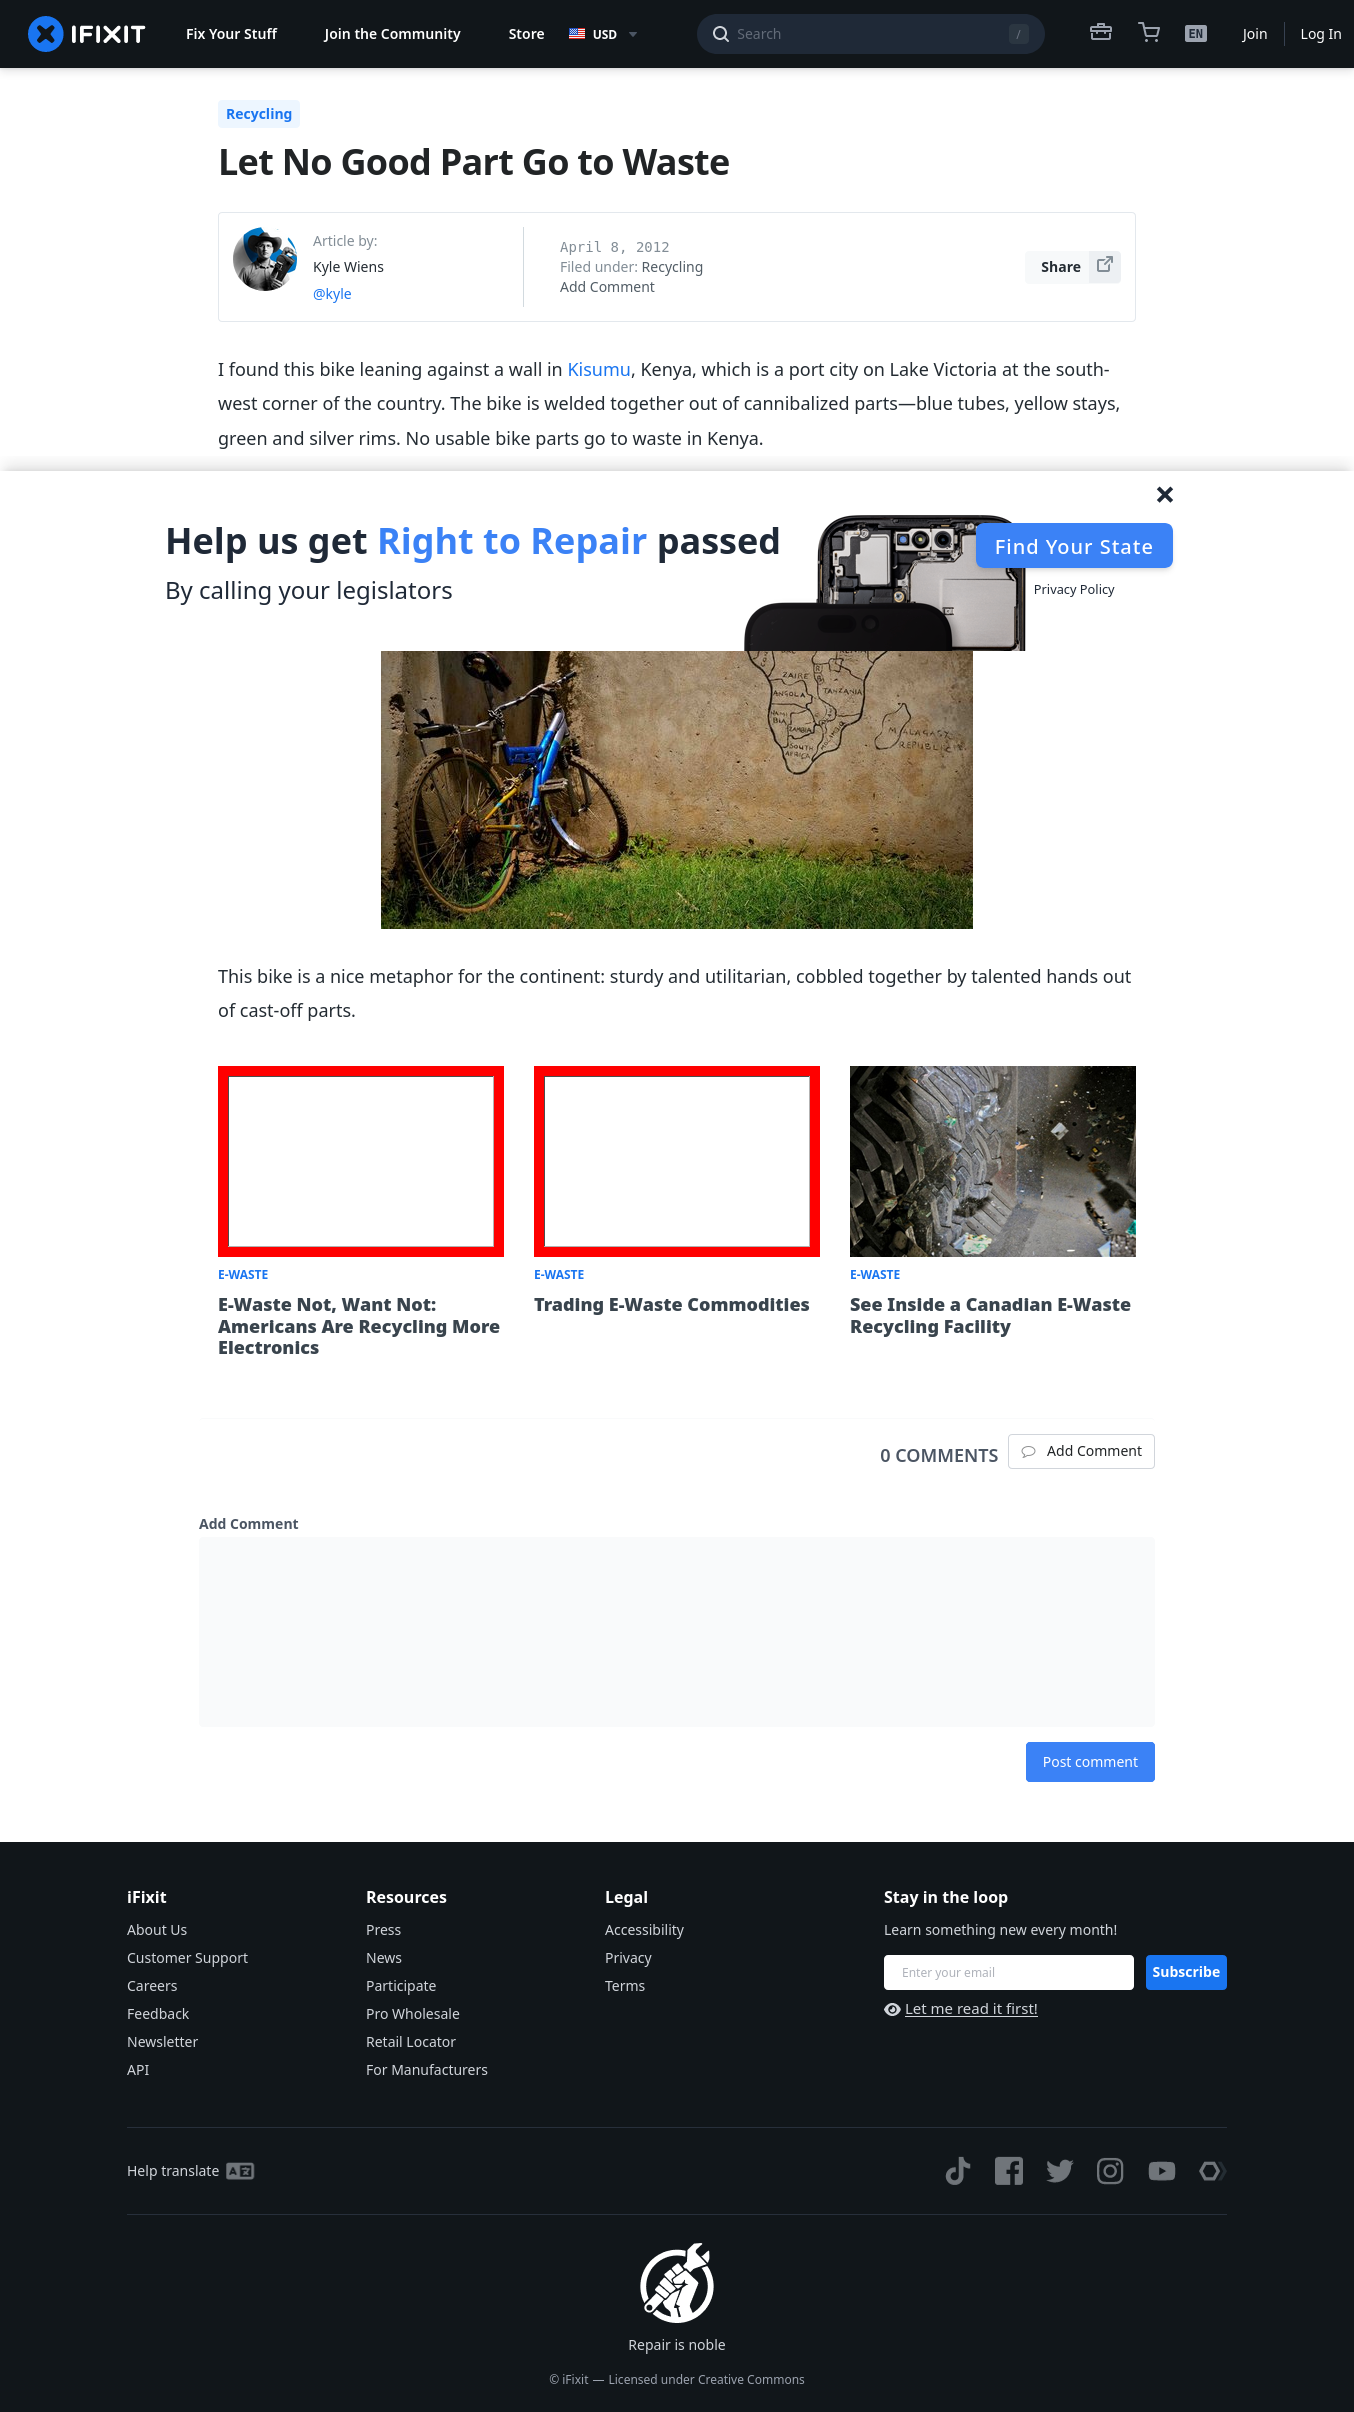 IFIXIT
Fix Your Stuff
Join the Community
Store
USD
Search
/
EN
Join
Log In
Recycling
Let No Good Part Go to Waste
Article by:
Kyle Wiens
@kyle
April 8, 2012
Filed under: Recycling
Add Comment
Share
I found this bike leaning against a wall in Kisumu, Kenya, which is a port city on Lake Victoria at the south-
west corner of the country. The bike is welded together out of cannibalized parts—blue tubes, yellow stays,
green and silver rims. No usable bike parts go to waste in Kenya.
Help us get Right to Repair passed
By calling your legislators
Find Your State
Privacy Policy
ZAIRE
ANGOLA
TANZANIA
ZAMBIA
SOUTH
AFRICA
MALAGASY
REPUBLIC
This bike is a nice metaphor for the continent: sturdy and utilitarian, cobbled together by talented hands out
of cast-off parts.
E-WASTE
E-Waste Not, Want Not:
Americans Are Recycling More
Electronics
E-WASTE
Trading E-Waste Commodities
E-WASTE
See Inside a Canadian E-Waste
Recycling Facility
0 COMMENTS
Add Comment
Add Comment
Post comment
iFixit
About Us
Customer Support
Careers
Feedback
Newsletter
API
Resources
Press
News
Participate
Pro Wholesale
Retail Locator
For Manufacturers
Legal
Accessibility
Privacy
Terms
Stay in the loop
Learn something new every month!
Enter your email
Subscribe
Let me read it first!
Help translate
Repair is noble
© iFixit — Licensed under Creative Commons